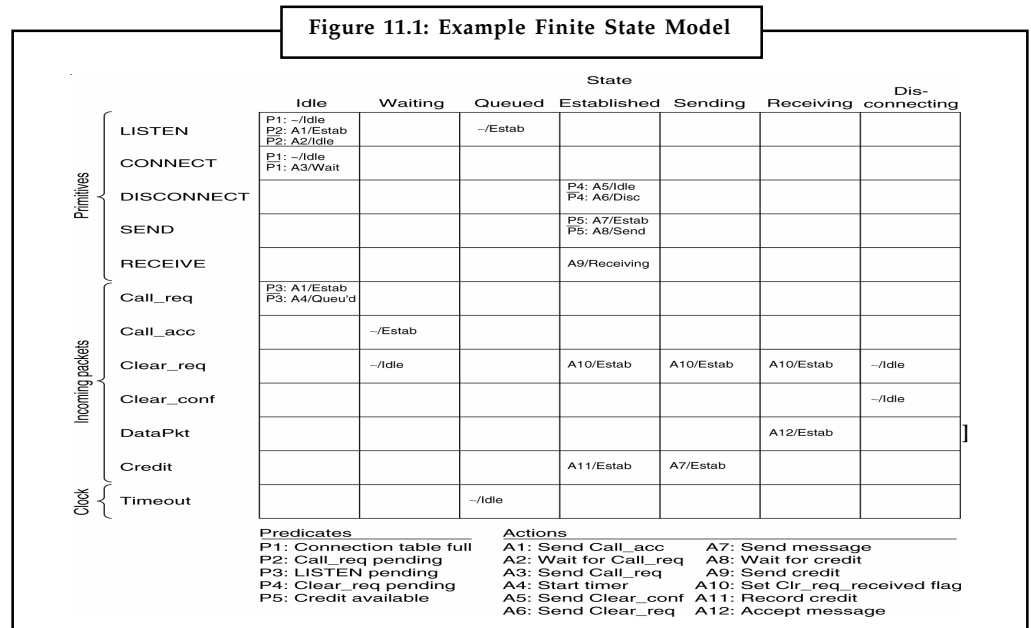 Figure 11.1: Example Finite State Model
State
Idle Waiting Queued Established Sending Receiving Dis-connecting
Primitives
LISTEN
P1: ~/Idle
P2: A1/Estab
P2: A2/Idle
~/Estab
CONNECT
P1: ~/Idle
P1: A3/Wait
DISCONNECT
P4: A5/Idle
P4: A6/Disc
SEND
P5: A7/Estab
P5: A8/Send
RECEIVE
A9/Receiving
Incoming packets
Call_req
P3: A1/Estab
P3: A4/Queu'd
Call_acc
~/Estab
Clear_req
~/Idle A10/Estab A10/Estab A10/Estab ~/Idle
Clear_conf
~/Idle
DataPkt
A12/Estab
]
Credit
A11/Estab A7/Estab
Clock
Timeout
~/Idle
Predicates
P1: Connection table full
P2: Call_req pending
P3: LISTEN pending
P4: Clear_req pending
P5: Credit available
Actions
A1: Send Call_acc
A2: Wait for Call_req
A3: Send Call_req
A4: Start timer
A5: Send Clear_conf
A6: Send Clear_req
A7: Send message
A8: Wait for credit
A9: Send credit
A10: Set Clr_req_received flag
A11: Record credit
A12: Accept message